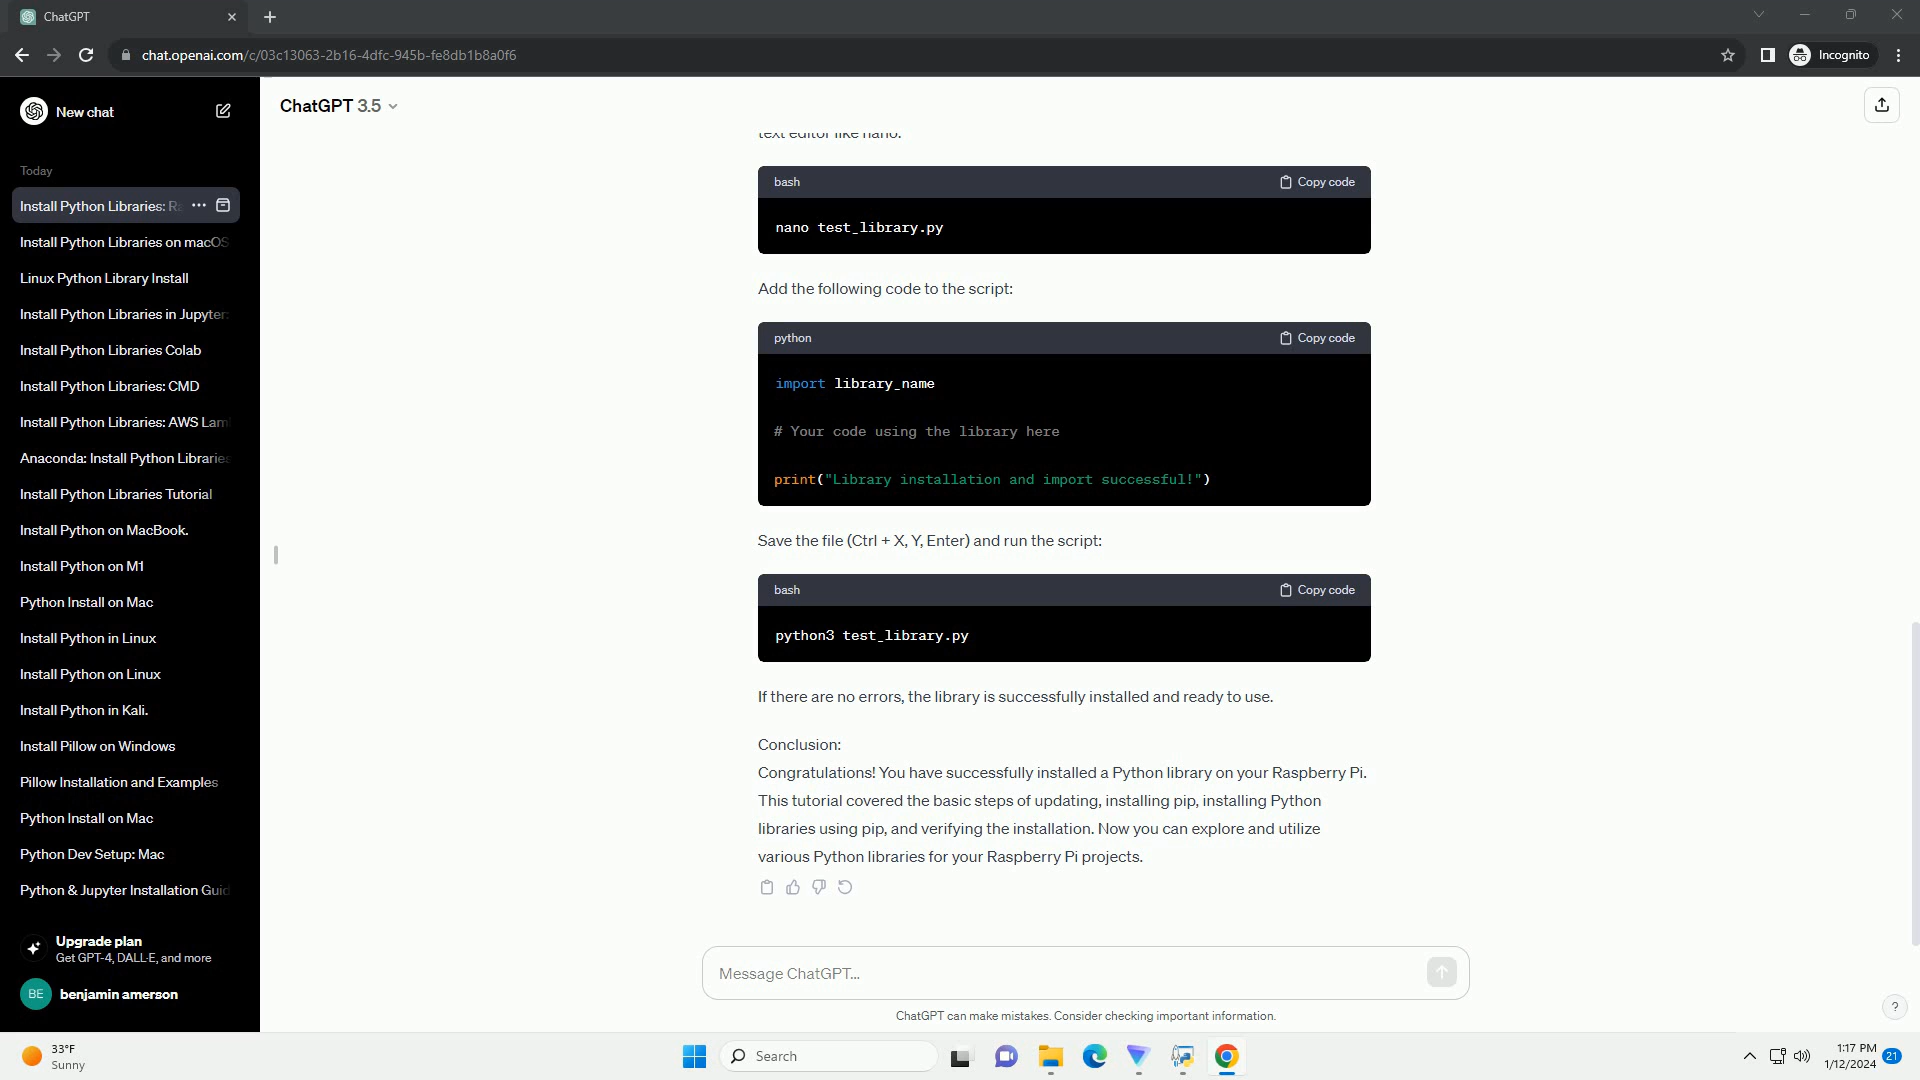 ChatGPT
chat.openai.com/c/03c13063-2b16-4dfc-945b-fe8db1b8a0f6
Incognito
New chat
Today
Install Python Libraries: Ra
Install Python Libraries on macOS
Linux Python Library Install
Install Python Libraries in Jupyter:
Install Python Libraries Colab
Install Python Libraries: CMD
Install Python Libraries: AWS Lam
Anaconda: Install Python Libraries
Install Python Libraries Tutorial
Install Python on MacBook.
Install Python on M1
Python Install on Mac
Install Python in Linux
Install Python on Linux
Install Python in Kali.
Install Pillow on Windows
Pillow Installation and Examples
Python Install on Mac
Python Dev Setup: Mac
Python & Jupyter Installation Guid
Upgrade plan
Get GPT-4, DALL·E, and more
BE benjamin amerson
ChatGPT 3.5
text editor like nano.
bash Copy code
nano test_library.py
Add the following code to the script:
python Copy code
import library_name
# Your code using the library here
print("Library installation and import successful!")
Save the file (Ctrl + X, Y, Enter) and run the script:
bash Copy code
python3 test_library.py
If there are no errors, the library is successfully installed and ready to use.
Conclusion:
Congratulations! You have successfully installed a Python library on your Raspberry Pi.
This tutorial covered the basic steps of updating, installing pip, installing Python
libraries using pip, and verifying the installation. Now you can explore and utilize
various Python libraries for your Raspberry Pi projects.
Message ChatGPT...
ChatGPT can make mistakes. Consider checking important information.
?
33°F
Sunny
Search
1:17 PM
1/12/2024
21